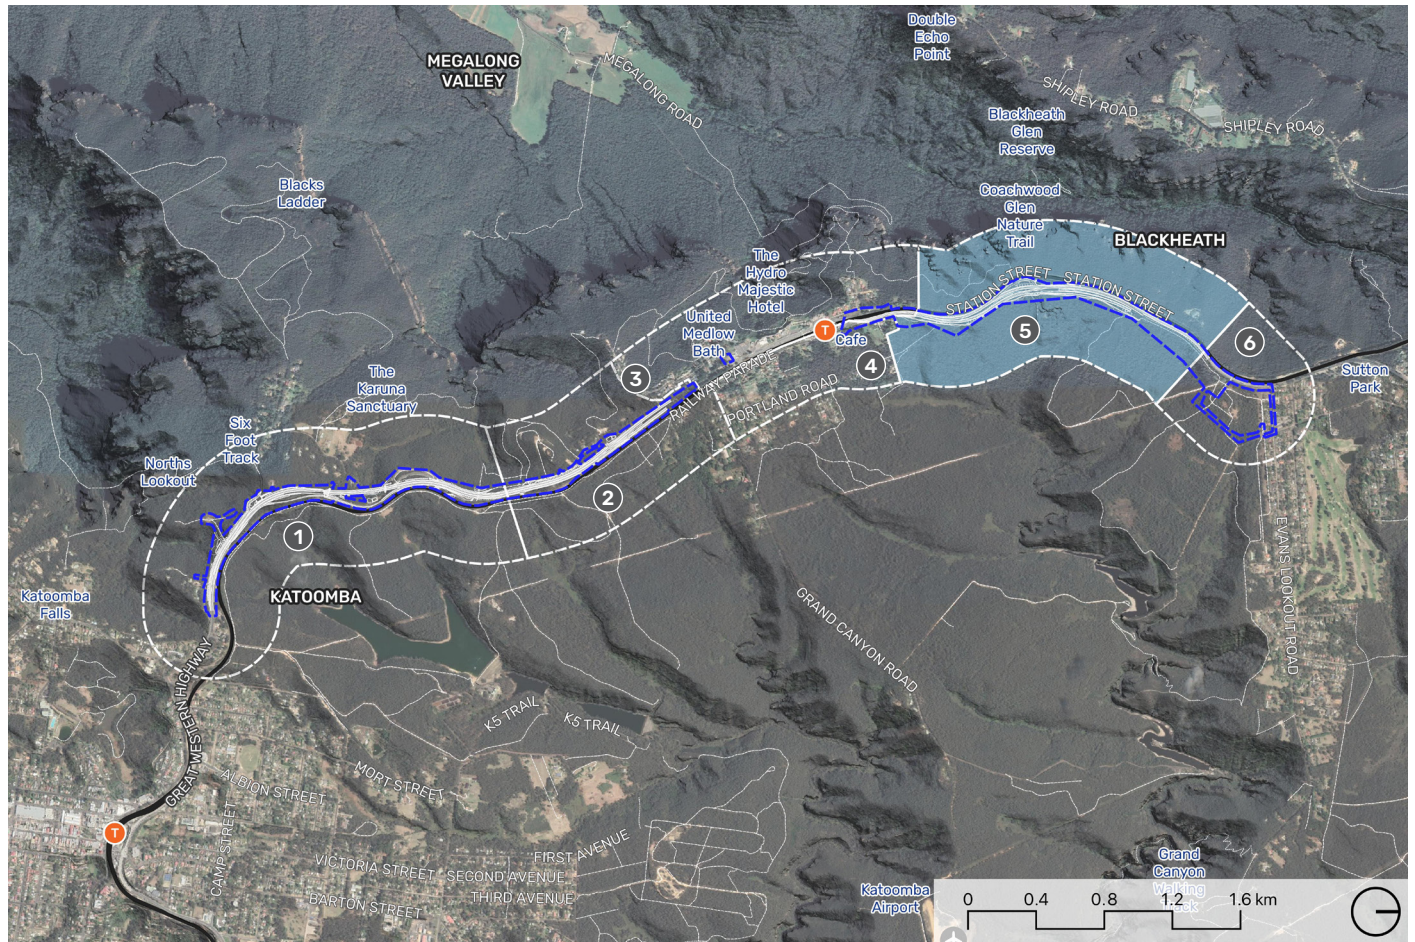 Double
Echo
Point
MEGALONG
VALLEY
MEGALONG ROAD
SHIPLEY ROAD
SHIPLEY ROAD
Blackheath
Glen
Reserve
Blacks
Ladder
Coachwood
Glen
Nature
Trail
BLACKHEATH
The
Hydro
Majestic
Hotel
STATION STREET
STATION STREET
United
Medlow
Bath
T
Cafe
5
6
4
3
The
Karuna
Sanctuary
RAILWAY PARADE
PORTLAND ROAD
Sutton
Park
Six
Foot
Track
Norths
Lookout
2
1
KATOOMBA
Katoomba
Falls
EVANS LOOKOUT ROAD
GRAND CANYON ROAD
GREAT WESTERN HIGHWAY
K5 TRAIL
K5 TRAIL
MORT STREET
ALBION STREET
T
CAMP STREET
FIRST AVENUE
VICTORIA STREET
SECOND AVENUE
THIRD AVENUE
BARTON STREET
Katoomba
Airport
Grand
Canyon
Walking
Track
0 0.4 0.8 1.2 1.6 km